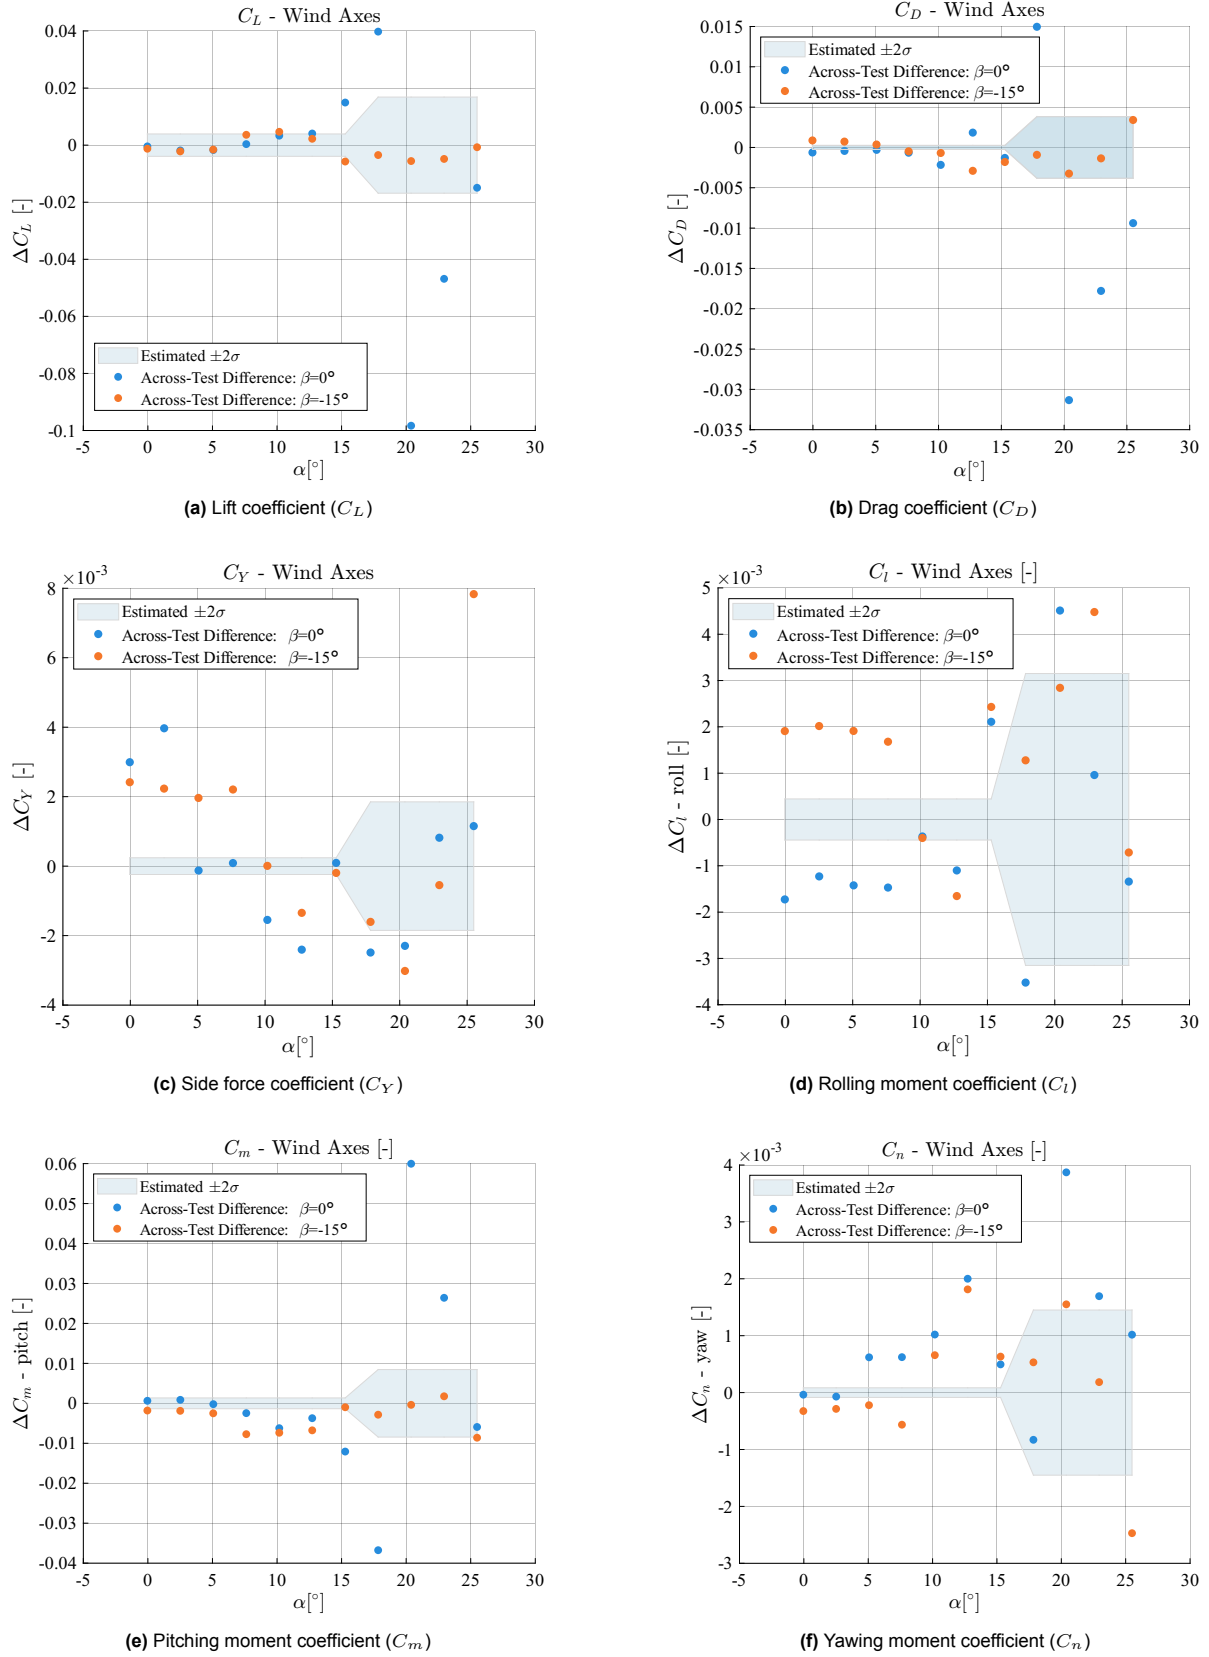 C_L - Wind Axes
0.04
0.02
0
-0.02
-0.04
-0.06
-0.08
-0.1
ΔC_L [-]
Estimated ±2σ
Across-Test Difference: β=0°
Across-Test Difference: β=-15°
-5 0 5 10 15 20 25 30
α[°]
(a) Lift coefficient (C_L)
C_D - Wind Axes
0.015
0.01
0.005
0
-0.005
-0.01
-0.015
-0.02
-0.025
-0.03
-0.035
ΔC_D [-]
Estimated ±2σ
Across-Test Difference: β=0°
Across-Test Difference: β=-15°
-5 0 5 10 15 20 25 30
α[°]
(b) Drag coefficient (C_D)
C_Y - Wind Axes
×10^-3
8
6
4
2
0
-2
-4
ΔC_Y [-]
Estimated ±2σ
Across-Test Difference: β=0°
Across-Test Difference: β=-15°
-5 0 5 10 15 20 25 30
α[°]
(c) Side force coefficient (C_Y)
C_l - Wind Axes [-]
×10^-3
5
4
3
2
1
0
-1
-2
-3
-4
ΔC_l - roll [-]
Estimated ±2σ
Across-Test Difference: β=0°
Across-Test Difference: β=-15°
-5 0 5 10 15 20 25 30
α[°]
(d) Rolling moment coefficient (C_l)
C_m - Wind Axes [-]
0.06
0.05
0.04
0.03
0.02
0.01
0
-0.01
-0.02
-0.03
-0.04
ΔC_m - pitch [-]
Estimated ±2σ
Across-Test Difference: β=0°
Across-Test Difference: β=-15°
-5 0 5 10 15 20 25 30
α[°]
(e) Pitching moment coefficient (C_m)
C_n - Wind Axes [-]
×10^-3
4
3
2
1
0
-1
-2
-3
ΔC_n - yaw [-]
Estimated ±2σ
Across-Test Difference: β=0°
Across-Test Difference: β=-15°
-5 0 5 10 15 20 25 30
α[°]
(f) Yawing moment coefficient (C_n)